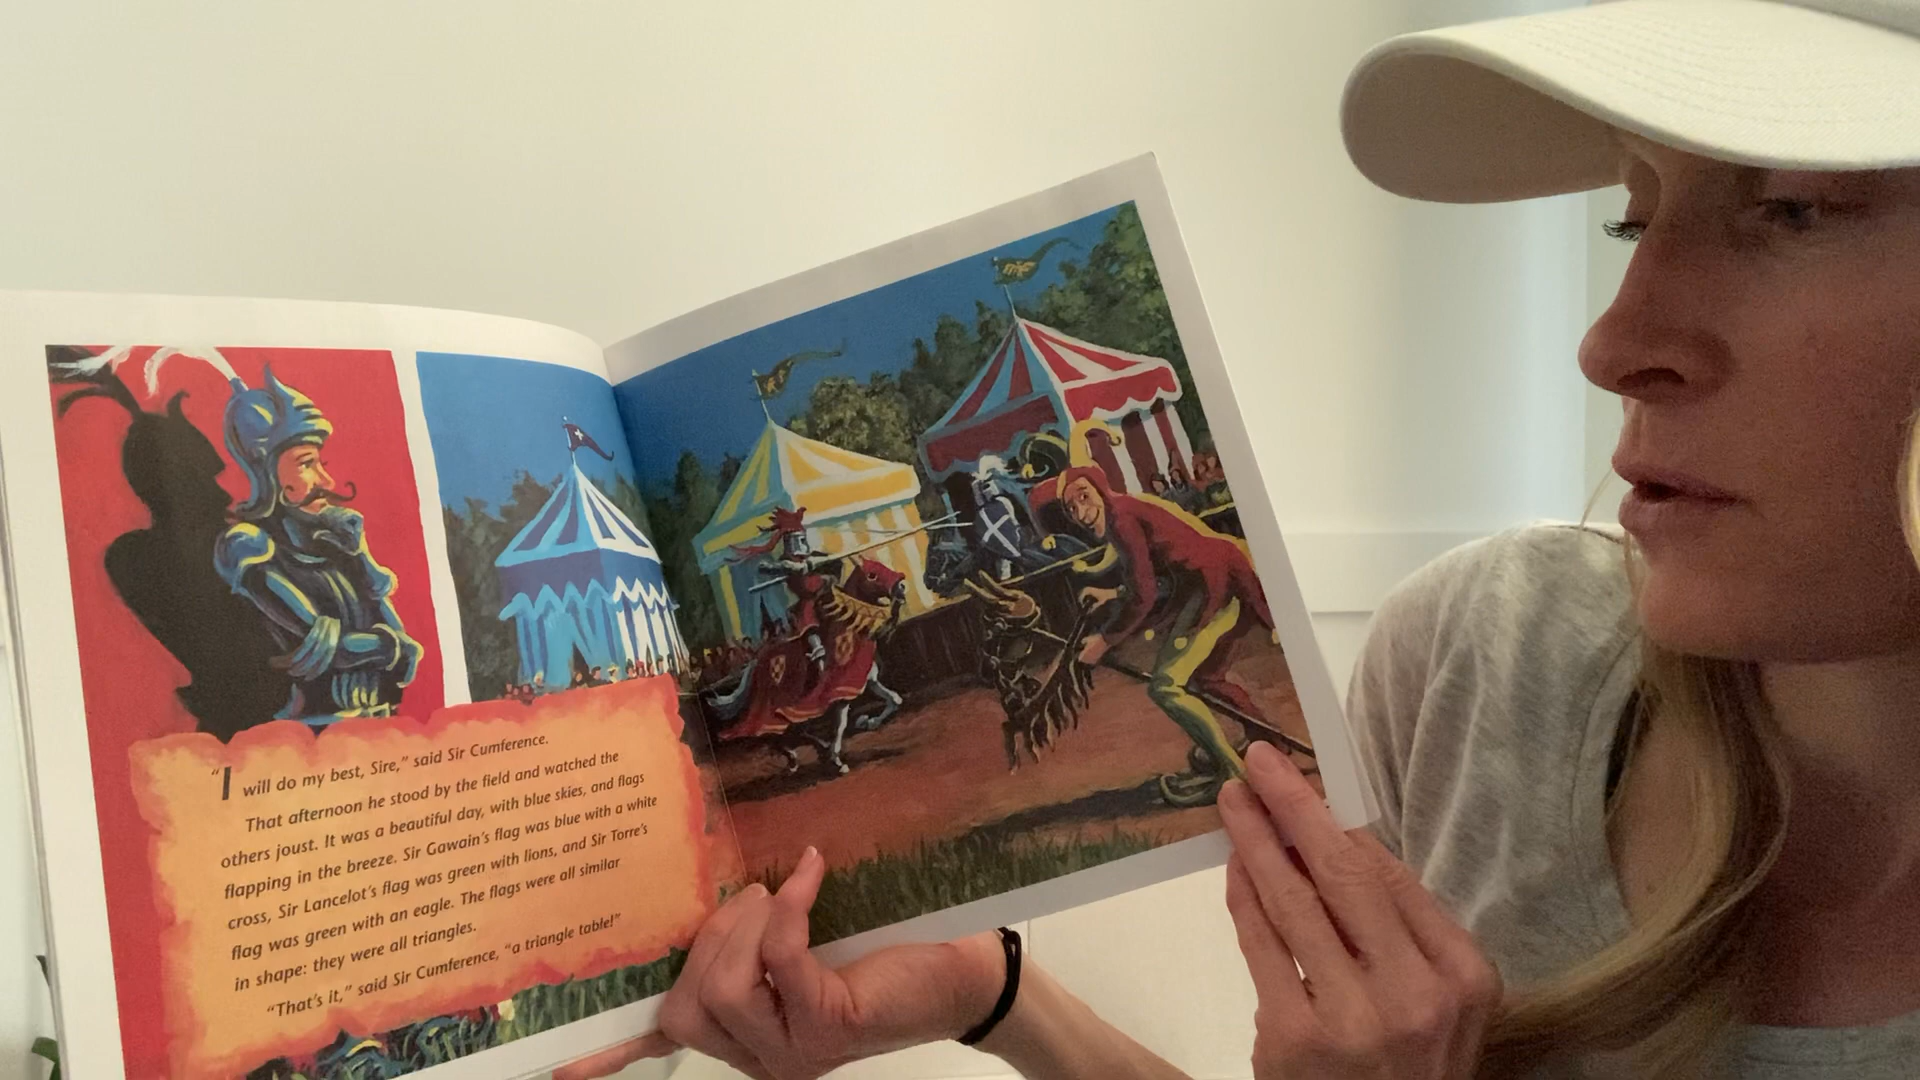 "I will do my best, Sire," said Sir Cumference.
That afternoon he stood by the field and watched the
others joust. It was a beautiful day, with blue skies, and flags
flapping in the breeze. Sir Gawain's flag was blue with a white
cross, Sir Lancelot's flag was green with lions, and Sir Torre's
flag was green with an eagle. The flags were all similar
in shape: they were all triangles.
"That's it," said Sir Cumference, "a triangle table!"